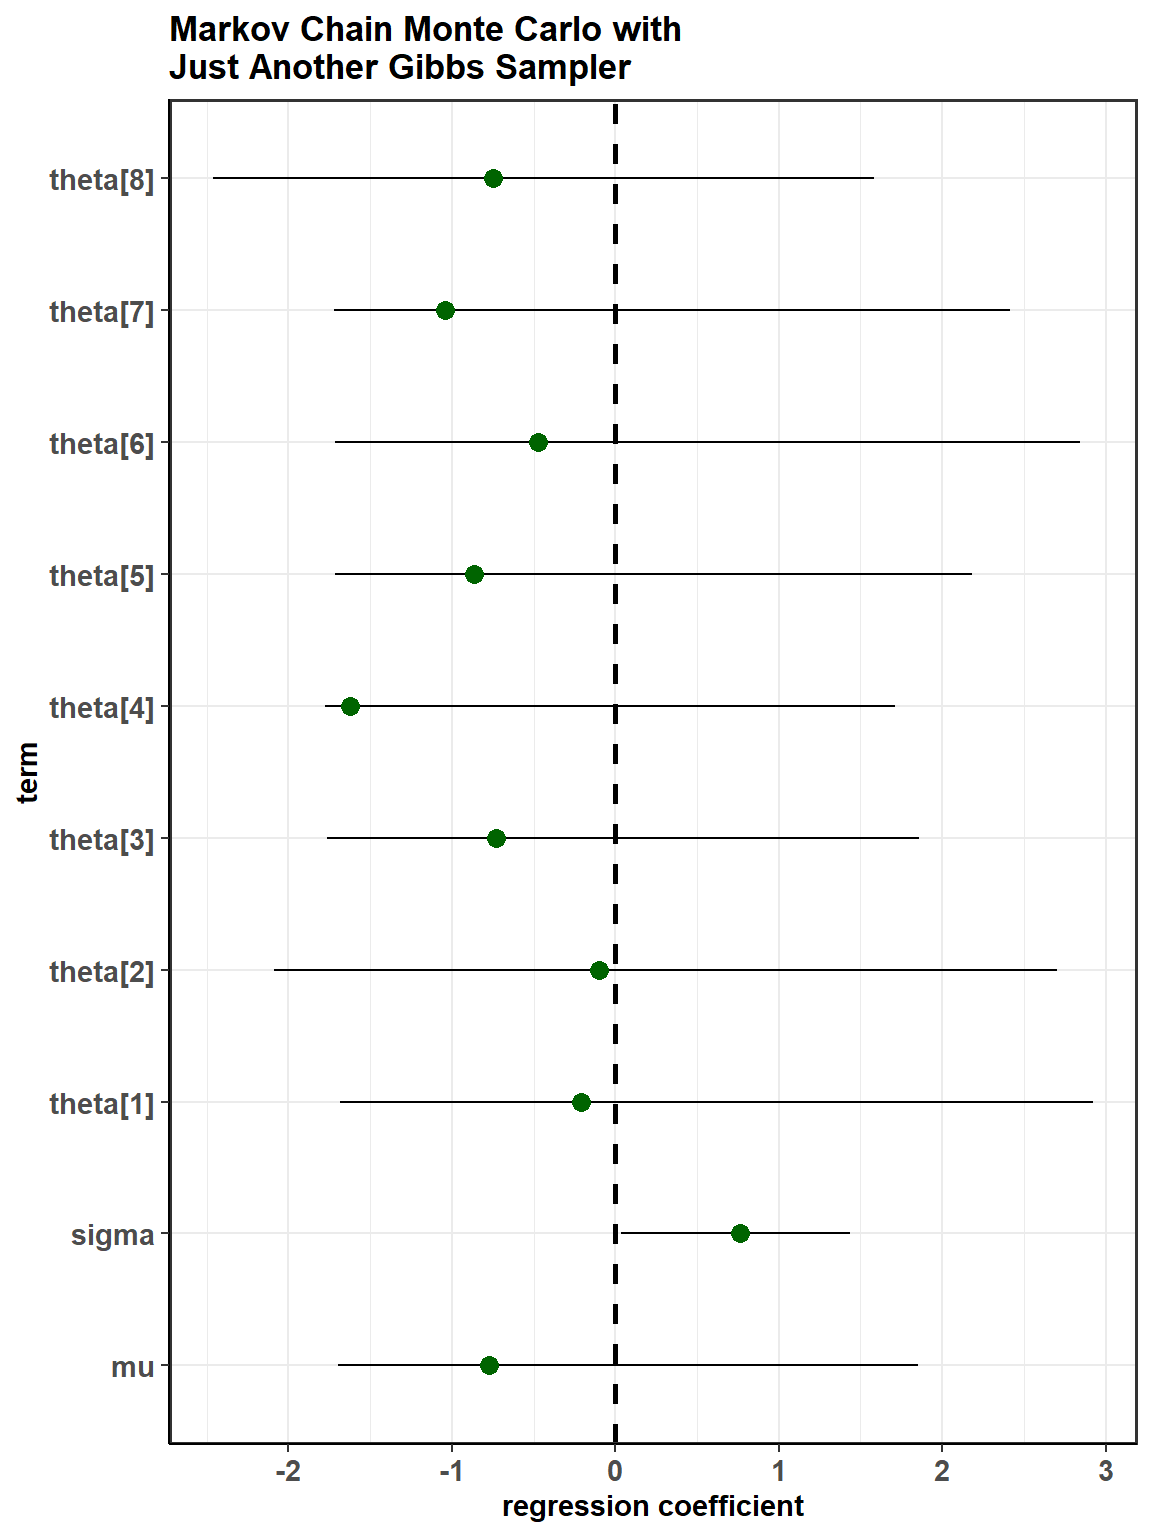 Markov Chain Monte Carlo with
Just Another Gibbs Sampler
theta[8]
theta[7]
theta[6]
theta[5]
theta[4]
theta[3]
theta[2]
theta[1]
sigma
mu
term
-2 -1 0 1 2 3
regression coefficient